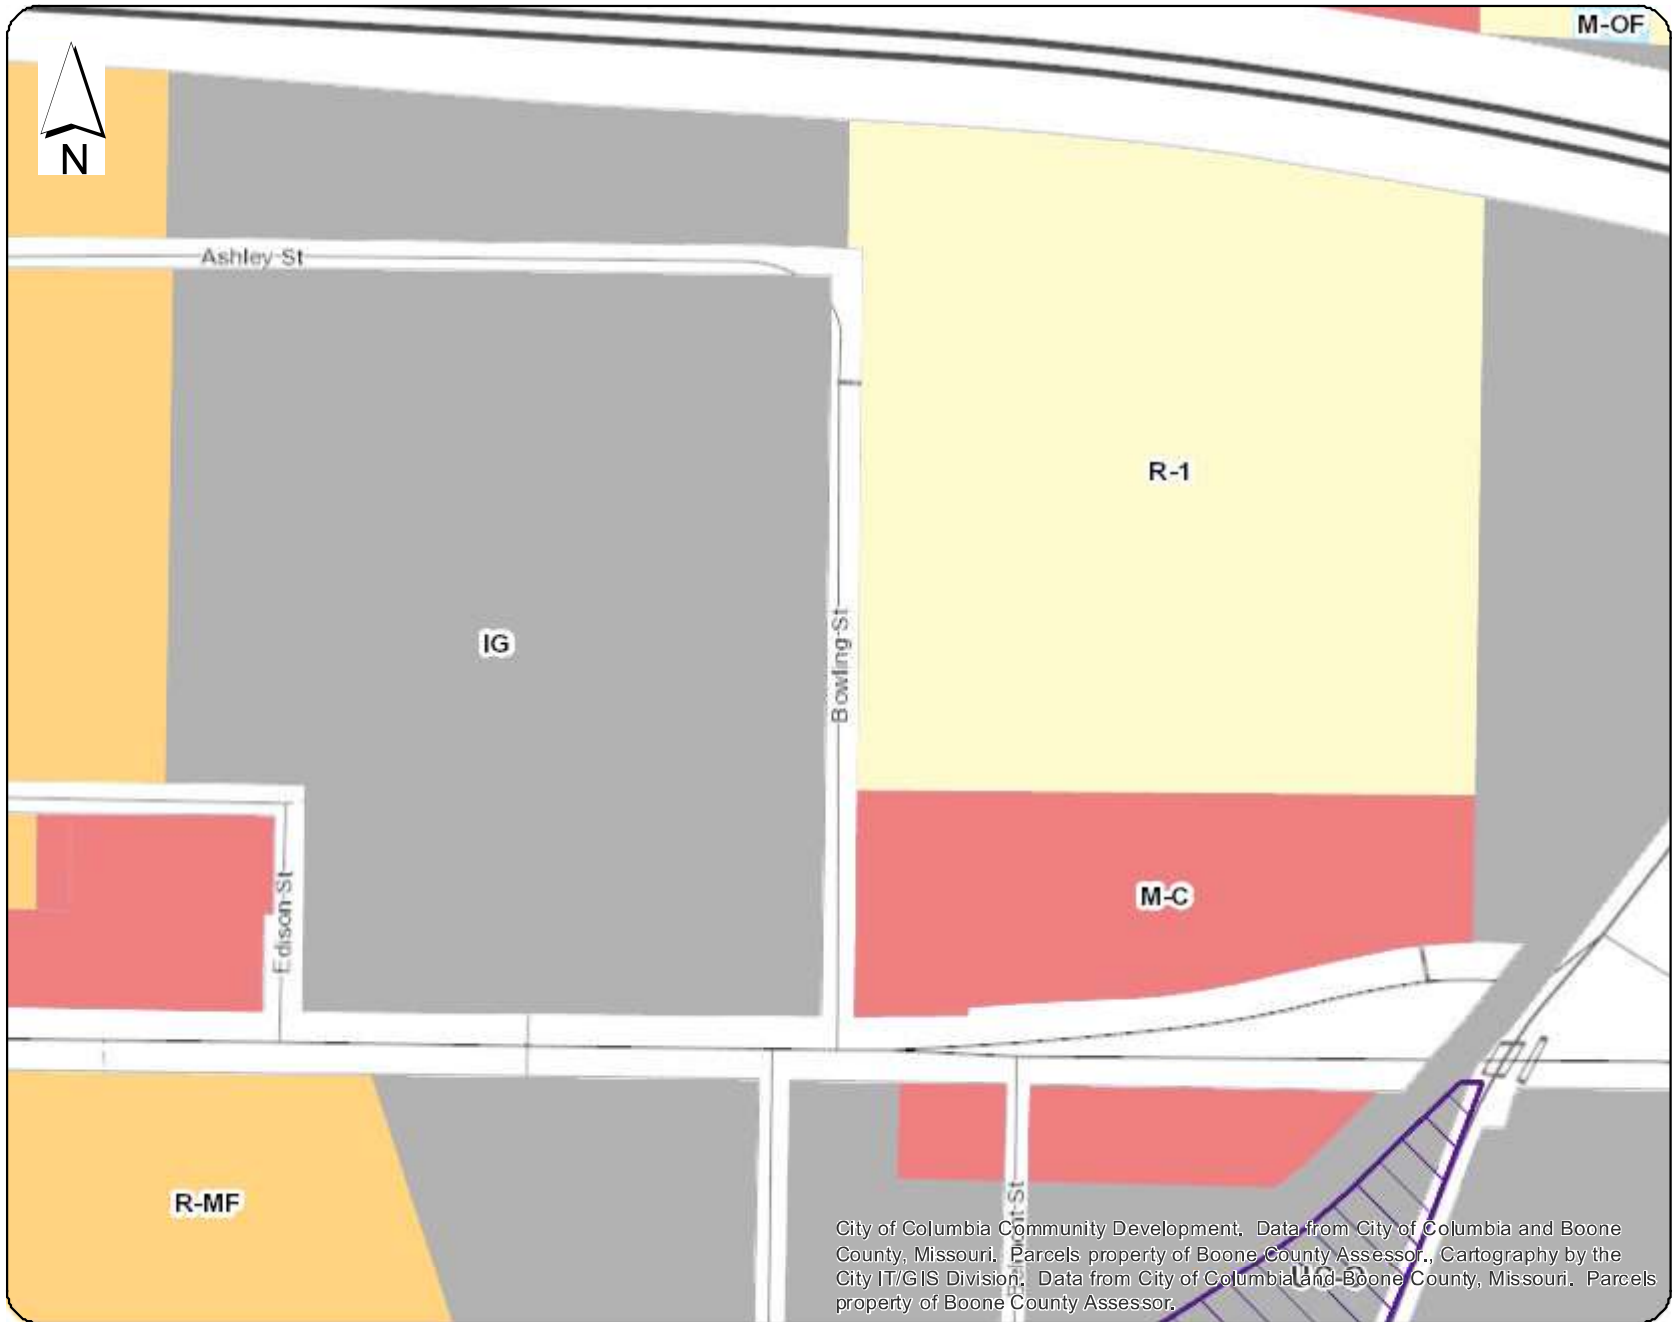 M-OF
N
Ashley St
R-1
IG
Bowling St
M-C
Edison St
R-MF
St
City of Columbia Community Development. Data from City of Columbia and Boone
County, Missouri. Parcels property of Boone County Assessor., Cartography by the
City IT/GIS Division. Data from City of Columbia and Boone County, Missouri. Parcels
property of Boone County Assessor.